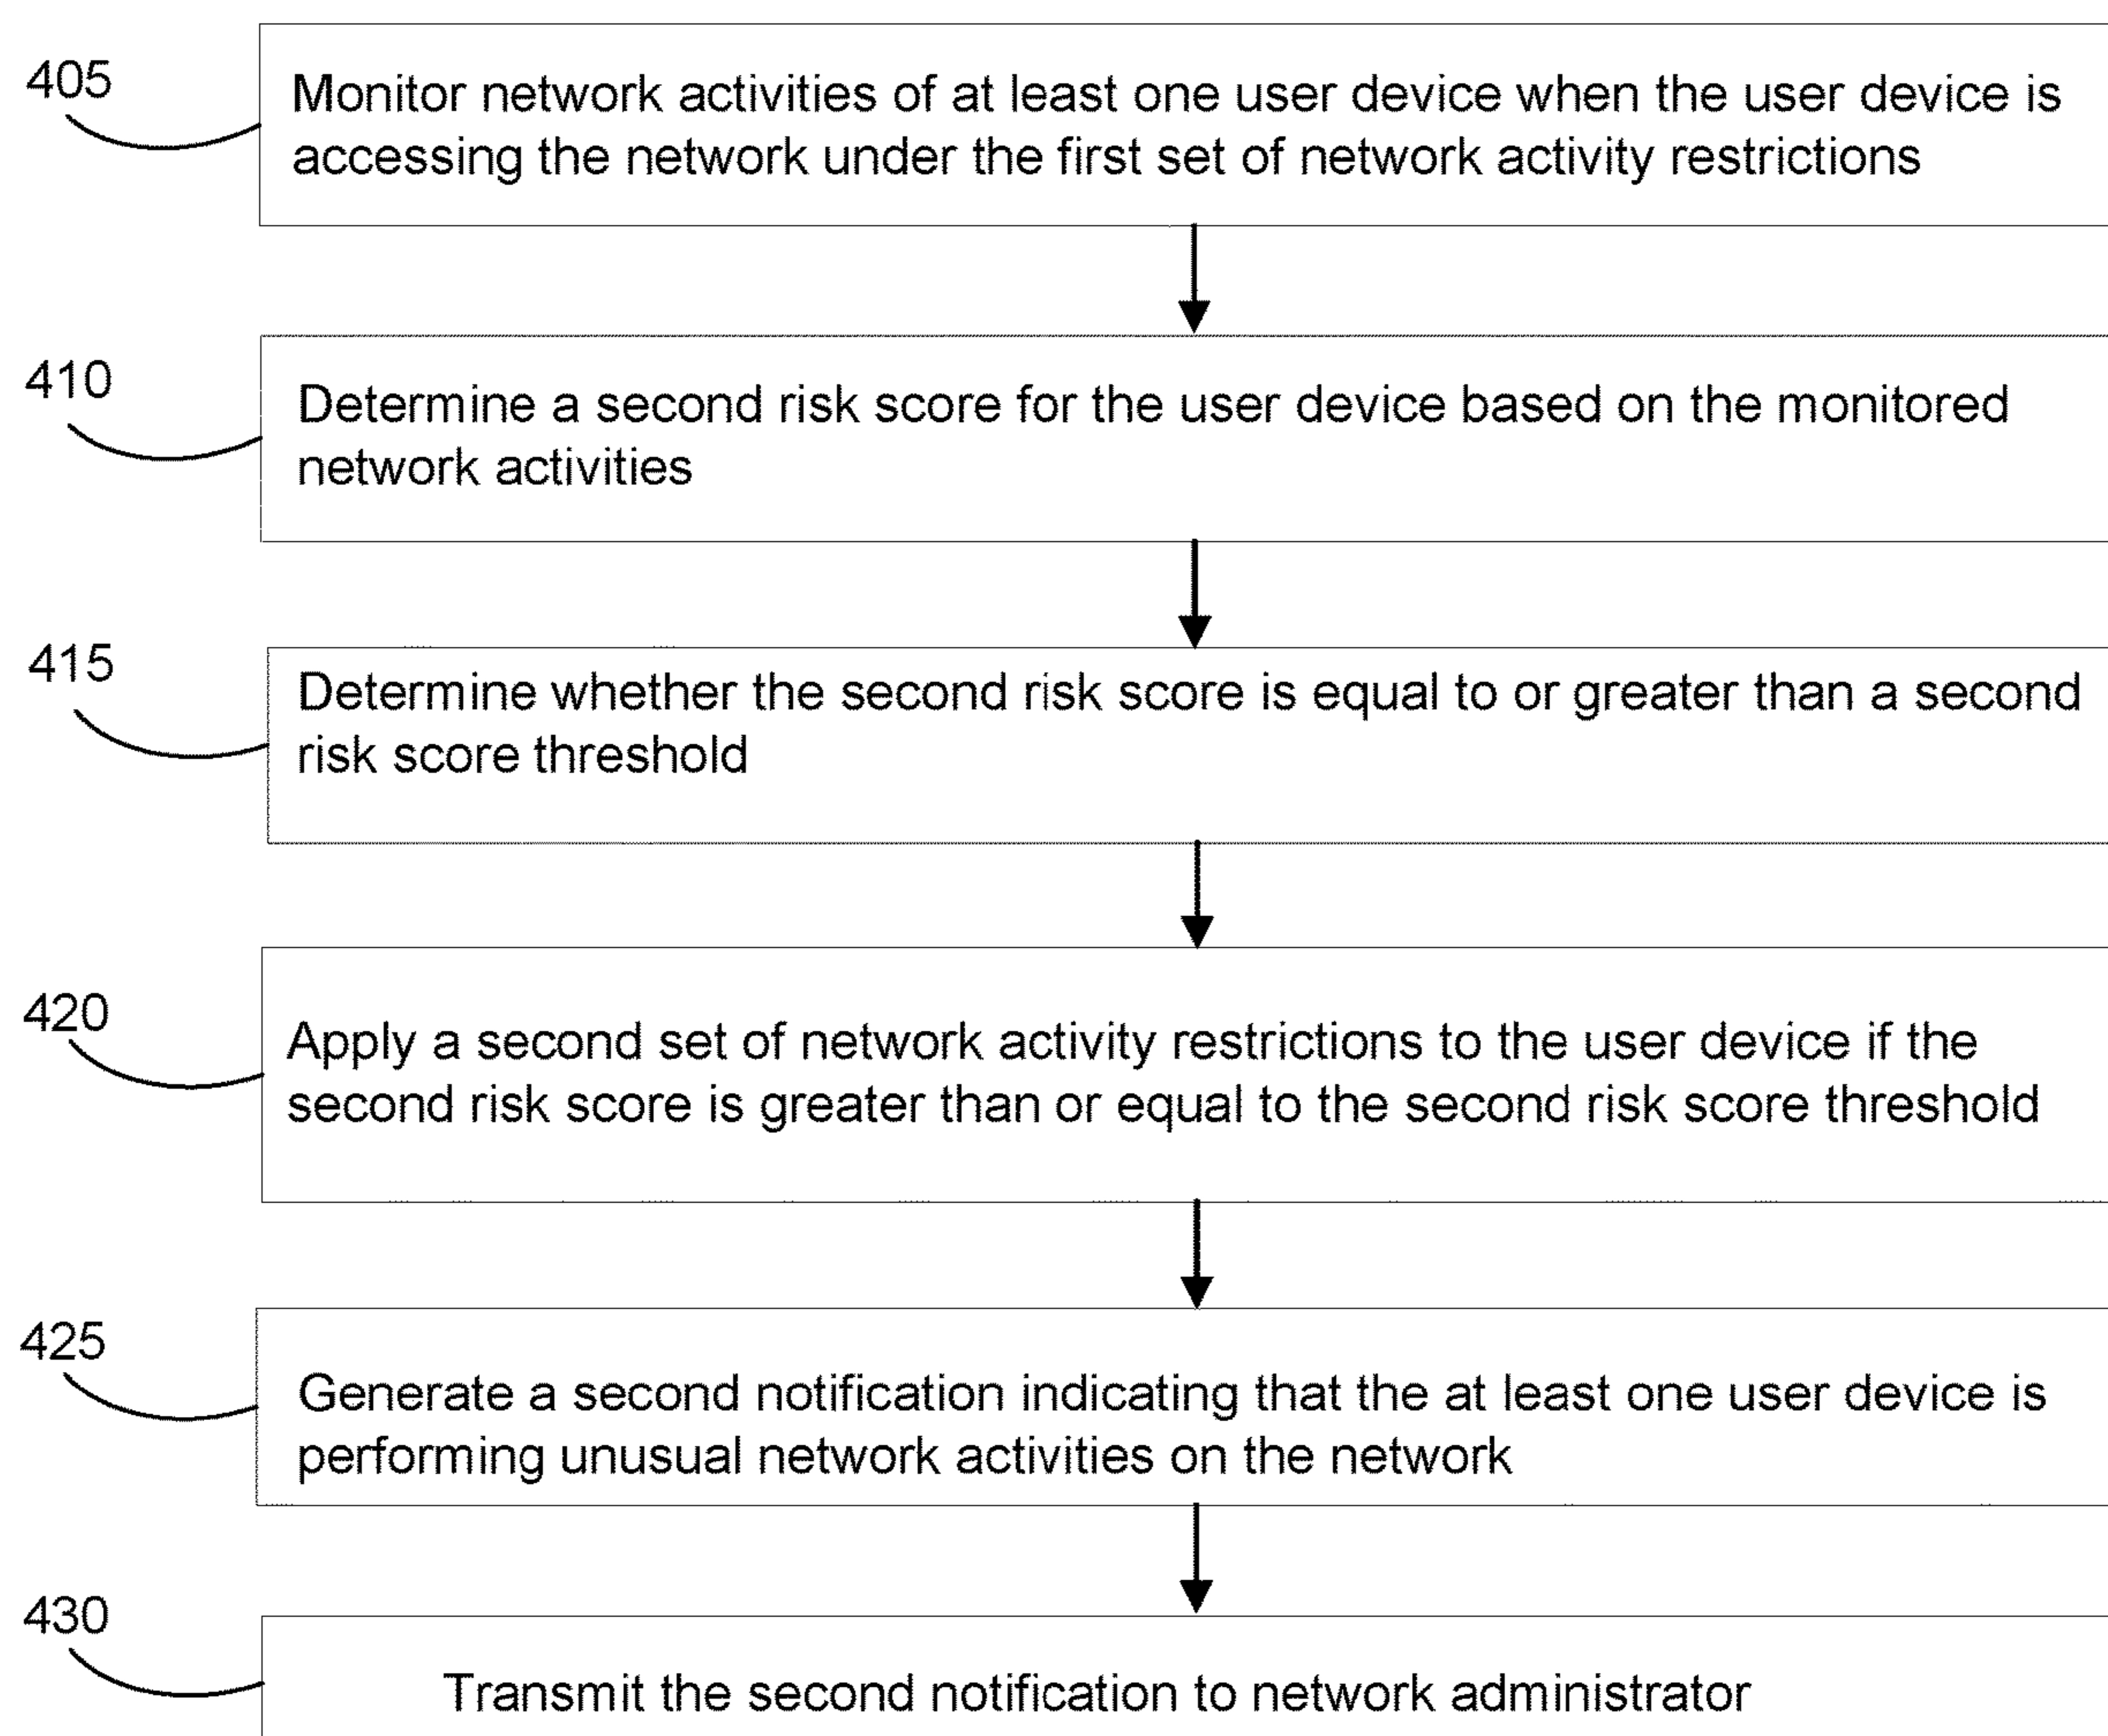 405
Monitor network activities of at least one user device when the user device is
accessing the network under the first set of network activity restrictions
410
Determine a second risk score for the user device based on the monitored
network activities
415
Determine whether the second risk score is equal to or greater than a second
risk score threshold
420
Apply a second set of network activity restrictions to the user device if the
second risk score is greater than or equal to the second risk score threshold
425
Generate a second notification indicating that the at least one user device is
performing unusual network activities on the network
430
Transmit the second notification to network administrator